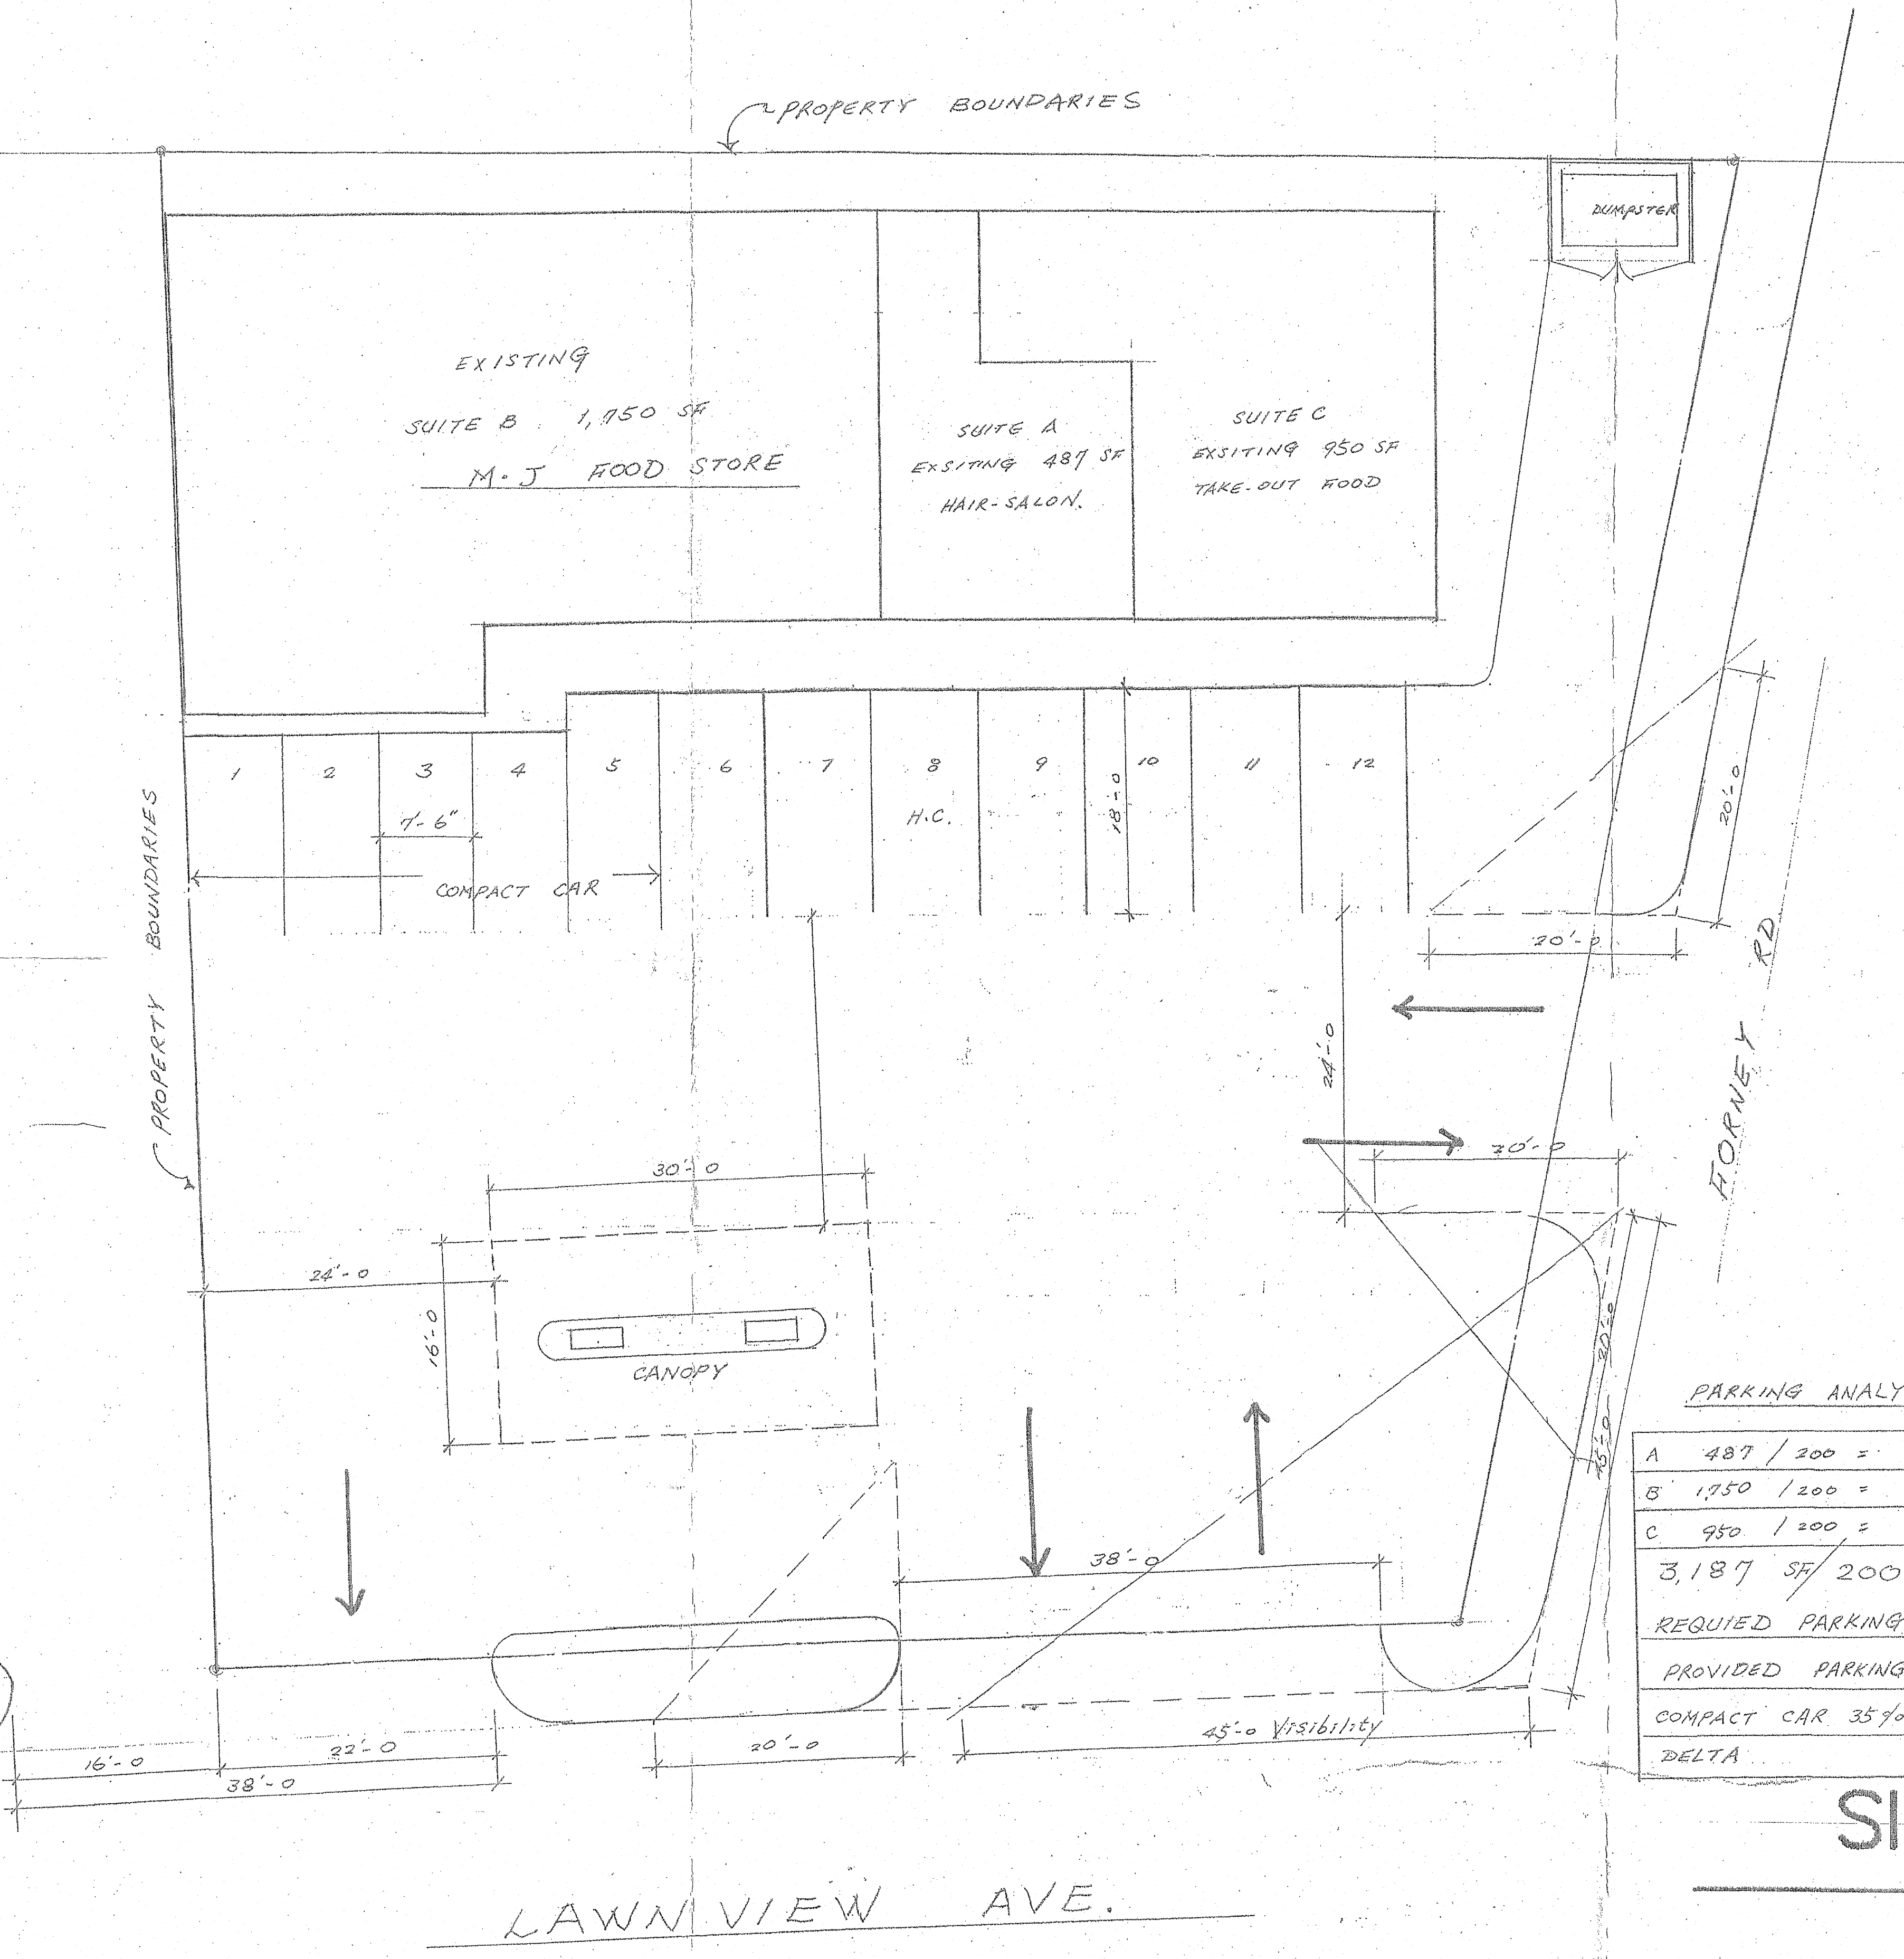 PROPERTY BOUNDARIES
DUMPSTER
EXISTING
SUITE B 1,750 SF
M.J FOOD STORE
SUITE A
EXSITING 487 SF
HAIR-SALON.
SUITE C
EXSITING 950 SF
TAKE-OUT FOOD
1 2 3 4 5 6 7 8 9 10 11 12
7'-6"
H.C.
18'-0
20'-0
COMPACT CAR
PROPERTY BOUNDARIES
20'-0
FORNEY RD
24'-0
30'-0
20'-0
24'-0
16'-0
CANOPY
20'-0
45'-0
38'-0
PARKING ANALY
A 487 / 200 =
B 1,750 / 200 =
C 950 / 200 =
3,187 SF/ 200
REQUIED PARKING
PROVIDED PARKING
COMPACT CAR 35%
DELTA
16'-0
22'-0
38'-0
20'-0
45'-0 Visibility
SI
LAWNVIEW AVE.